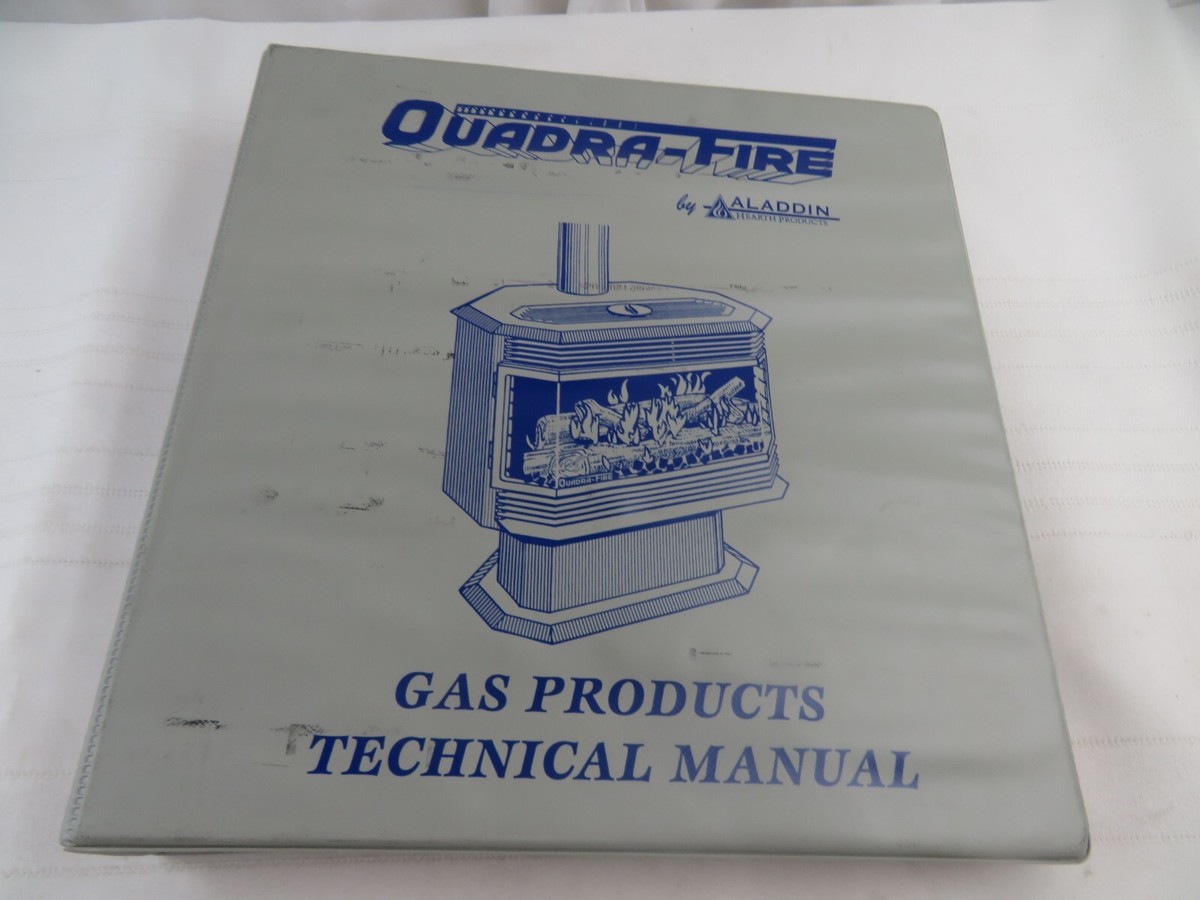 QUADRA-FIRE
by ALADDIN
HEARTH PRODUCTS
QUADRA-FIRE
GAS PRODUCTS
TECHNICAL MANUAL